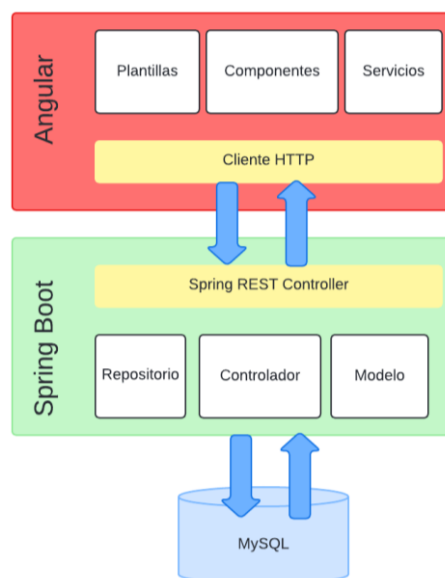 Angular
Plantillas
Componentes
Servicios
Cliente HTTP
Spring Boot
Spring REST Controller
Repositorio
Controlador
Modelo
MySQL